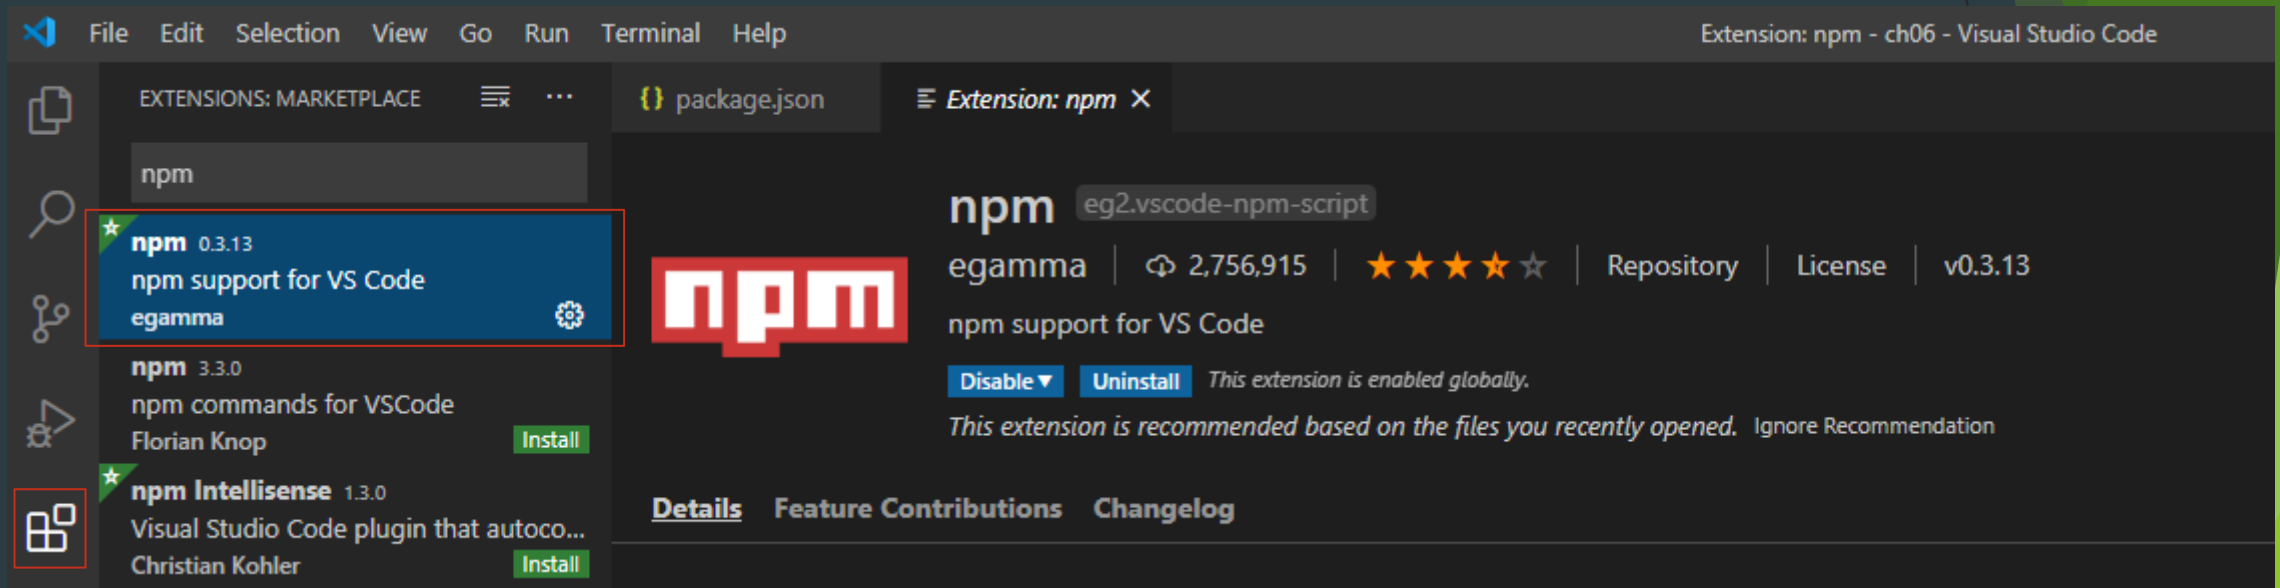 File Edit Selection View Go Run Terminal Help
Extension: npm - ch06 - Visual Studio Code
EXTENSIONS: MARKETPLACE
npm
npm 0.3.13
npm support for VS Code
egamma
npm 3.3.0
npm commands for VSCode
Florian Knop Install
npm Intellisense 1.3.0
Visual Studio Code plugin that autoco...
Christian Kohler Install
{} package.json
Extension: npm
npm
npm eg2.vscode-npm-script
egamma 2,756,915 Repository License v0.3.13
npm support for VS Code
Disable Uninstall This extension is enabled globally.
This extension is recommended based on the files you recently opened. Ignore Recommendation
Details Feature Contributions Changelog